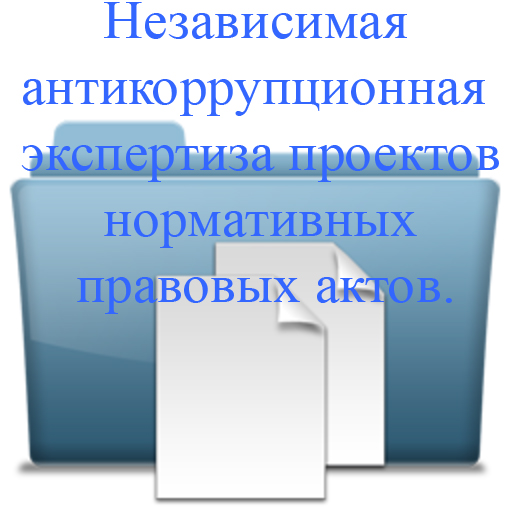 Независимая
антикоррупционная
экспертиза проектов
нормативных
правовых актов.